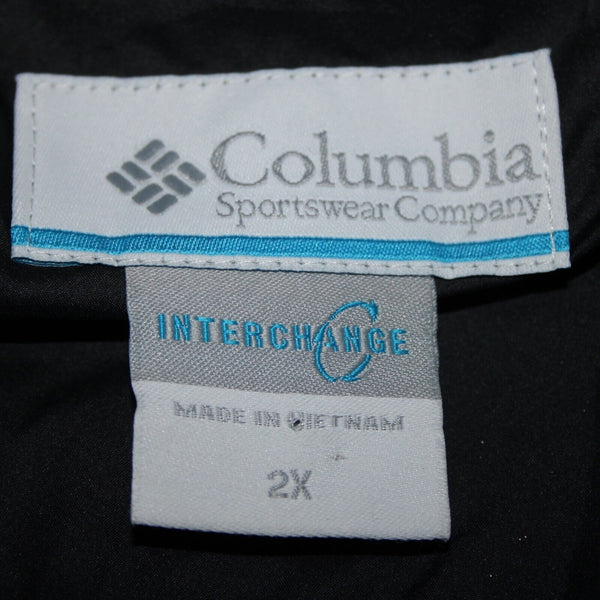 Columbia
Sportswear Company
INTERCHANGE
MADE IN VIETNAM
2X